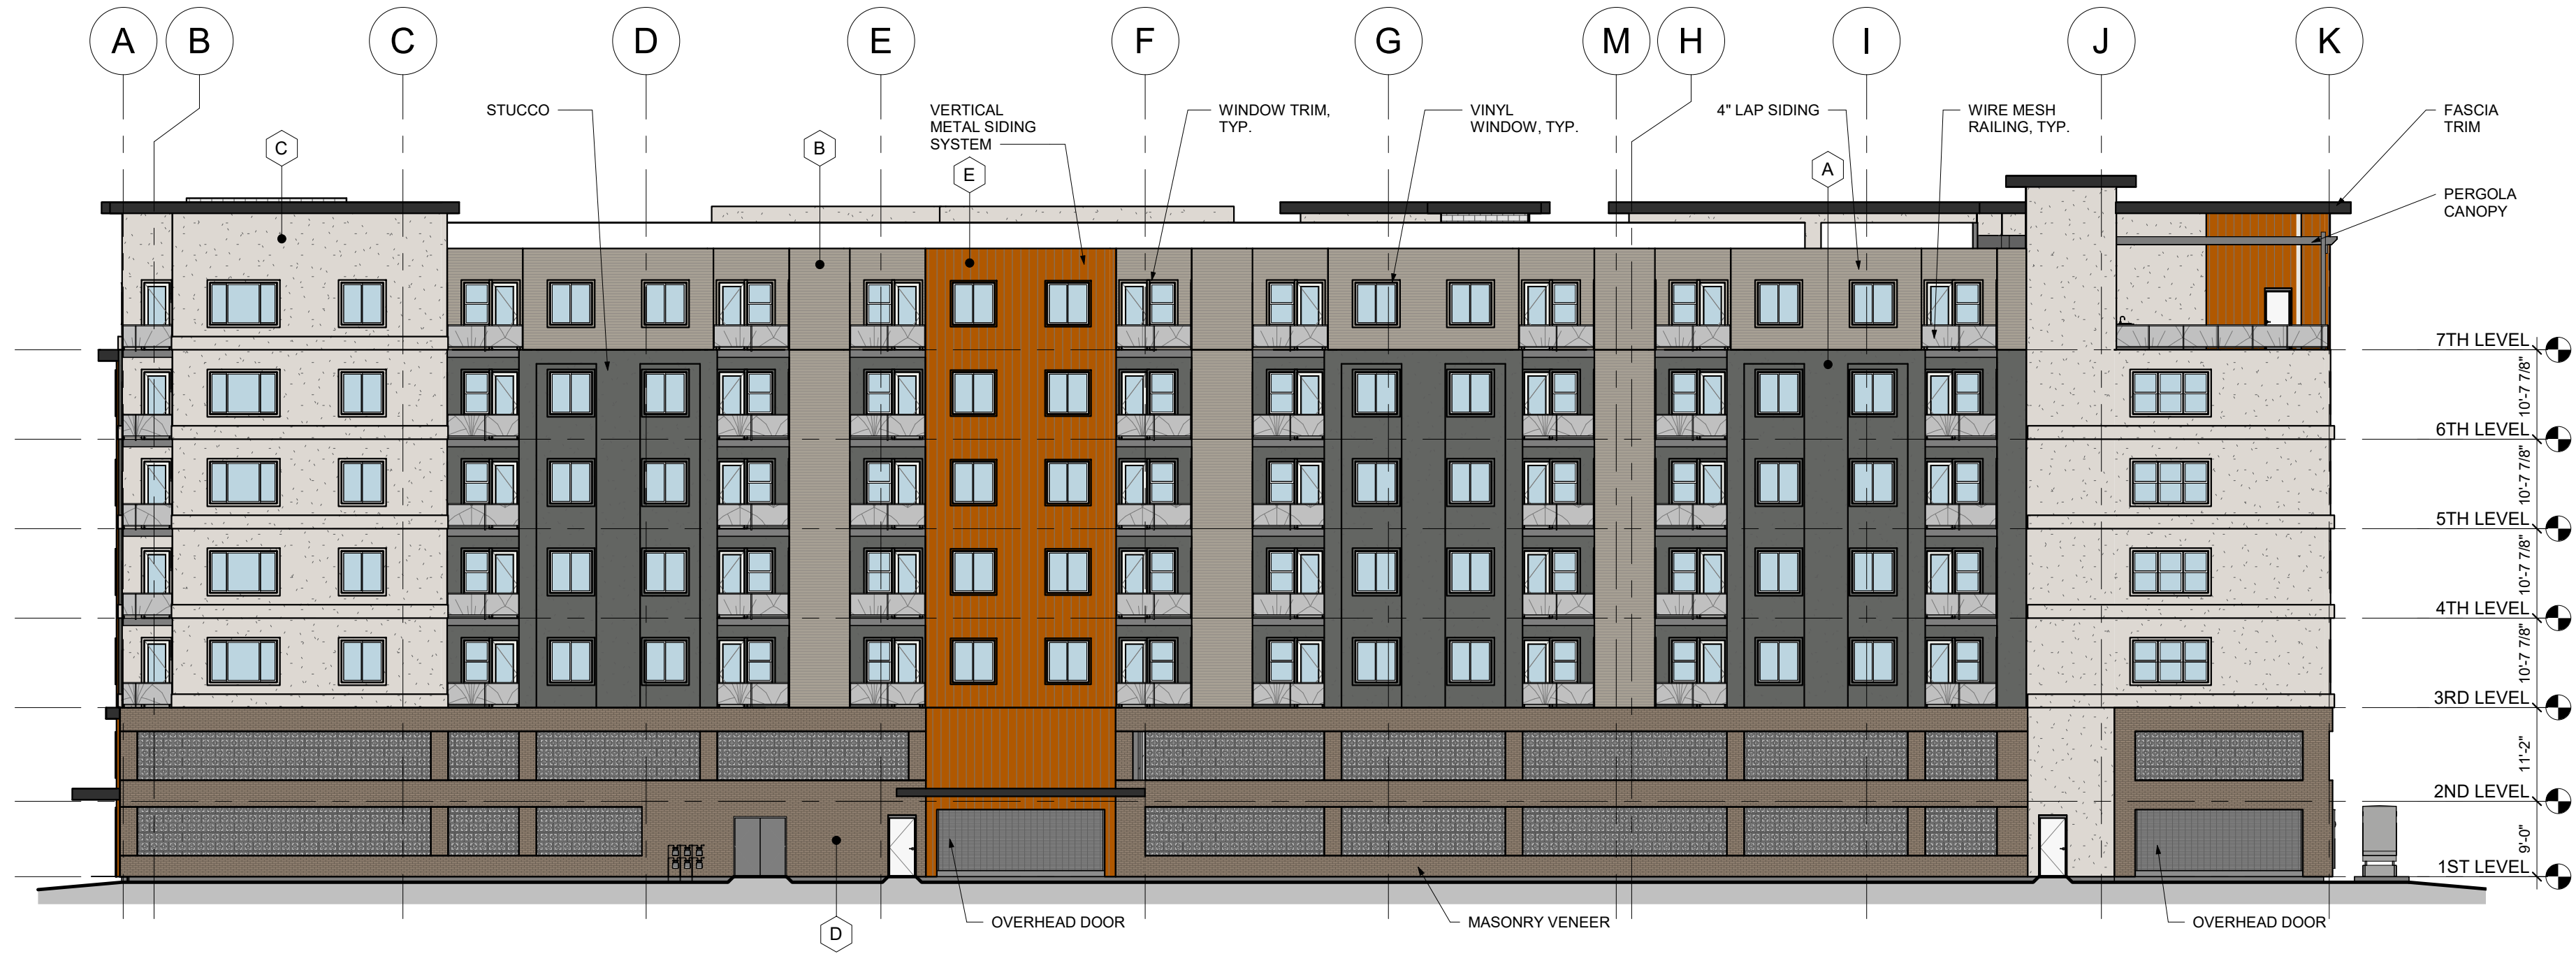 A B C D E F G M H I J K
STUCCO
VERTICAL
METAL SIDING
SYSTEM
WINDOW TRIM,
TYP.
VINYL
WINDOW, TYP.
4" LAP SIDING
WIRE MESH
RAILING, TYP.
FASCIA
TRIM
PERGOLA
CANOPY
C
B
E
A
7TH LEVEL
10'-7 7/8"
6TH LEVEL
10'-7 7/8"
5TH LEVEL
10'-7 7/8"
4TH LEVEL
10'-7 7/8"
3RD LEVEL
11'-2"
2ND LEVEL
9'-0"
1ST LEVEL
D
OVERHEAD DOOR
MASONRY VENEER
OVERHEAD DOOR